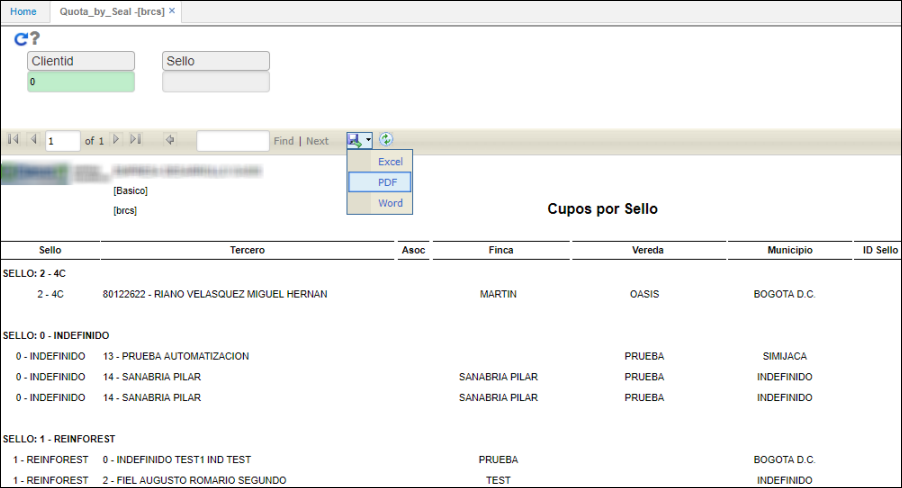 Home Quota_by_Seal -[brcs] ×
?
Clientid Sello
0
1 of 1 Find | Next
Excel
PDF
Word
[Basico]
[brcs]
Cupos por Sello
Sello Tercero Asoc Finca Vereda Municipio ID Sello
SELLO: 2 - 4C
2 - 4C 80122622 - RIANO VELASQUEZ MIGUEL HERNAN MARTIN OASIS BOGOTA D.C.
SELLO: 0 - INDEFINIDO
0 - INDEFINIDO 13 - PRUEBA AUTOMATIZACION PRUEBA SIMIJACA
0 - INDEFINIDO 14 - SANABRIA PILAR SANABRIA PILAR PRUEBA INDEFINIDO
0 - INDEFINIDO 14 - SANABRIA PILAR SANABRIA PILAR PRUEBA INDEFINIDO
SELLO: 1 - REINFOREST
1 - REINFOREST 0 - INDEFINIDO TEST1 IND TEST PRUEBA BOGOTA D.C.
1 - REINFOREST 2 - FIEL AUGUSTO ROMARIO SEGUNDO TEST INDEFINIDO